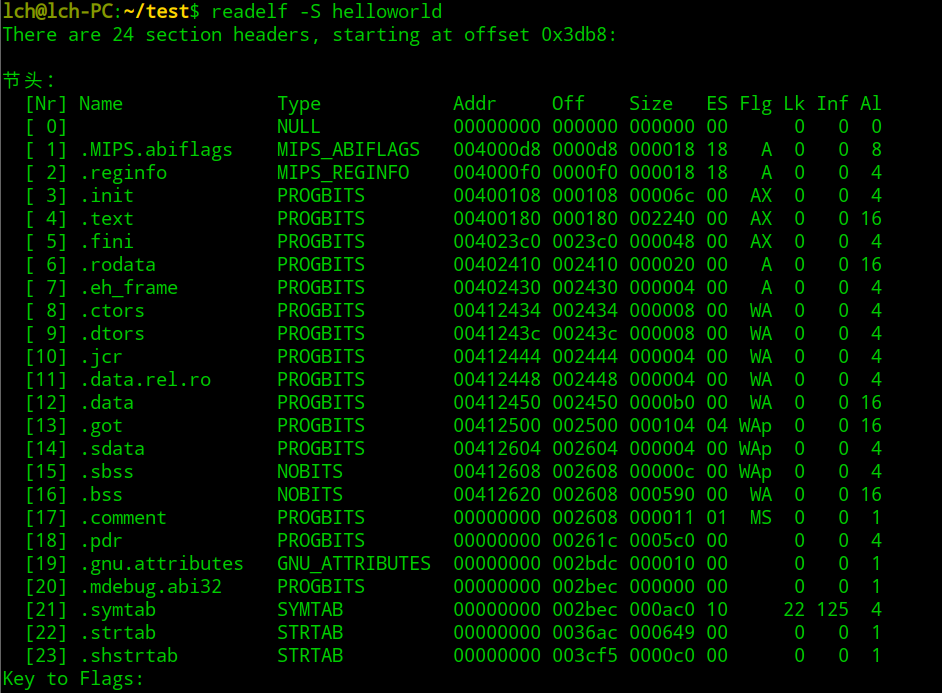 lch@lch-PC:~/test$ readelf -S helloworld
There are 24 section headers, starting at offset 0x3db8:

节头：
  [Nr] Name              Type            Addr     Off    Size   ES Flg Lk Inf Al
  [ 0]                   NULL            00000000 000000 000000 00      0   0  0
  [ 1] .MIPS.abiflags    MIPS_ABIFLAGS   004000d8 0000d8 000018 18   A  0   0  8
  [ 2] .reginfo          MIPS_REGINFO    004000f0 0000f0 000018 18   A  0   0  4
  [ 3] .init             PROGBITS        00400108 000108 00006c 00  AX  0   0  4
  [ 4] .text             PROGBITS        00400180 000180 002240 00  AX  0   0 16
  [ 5] .fini             PROGBITS        004023c0 0023c0 000048 00  AX  0   0  4
  [ 6] .rodata           PROGBITS        00402410 002410 000020 00   A  0   0 16
  [ 7] .eh_frame         PROGBITS        00402430 002430 000004 00   A  0   0  4
  [ 8] .ctors            PROGBITS        00412434 002434 000008 00  WA  0   0  4
  [ 9] .dtors            PROGBITS        0041243c 00243c 000008 00  WA  0   0  4
  [10] .jcr              PROGBITS        00412444 002444 000004 00  WA  0   0  4
  [11] .data.rel.ro      PROGBITS        00412448 002448 000004 00  WA  0   0  4
  [12] .data             PROGBITS        00412450 002450 0000b0 00  WA  0   0 16
  [13] .got              PROGBITS        00412500 002500 000104 04 WAp  0   0 16
  [14] .sdata            PROGBITS        00412604 002604 000004 00 WAp  0   0  4
  [15] .sbss             NOBITS          00412608 002608 00000c 00 WAp  0   0  4
  [16] .bss              NOBITS          00412620 002608 000590 00  WA  0   0 16
  [17] .comment          PROGBITS        00000000 002608 000011 01  MS  0   0  1
  [18] .pdr              PROGBITS        00000000 00261c 0005c0 00      0   0  4
  [19] .gnu.attributes   GNU_ATTRIBUTES  00000000 002bdc 000010 00      0   0  1
  [20] .mdebug.abi32     PROGBITS        00000000 002bec 000000 00      0   0  1
  [21] .symtab           SYMTAB          00000000 002bec 000ac0 10     22 125  4
  [22] .strtab           STRTAB          00000000 0036ac 000649 00      0   0  1
  [23] .shstrtab         STRTAB          00000000 003cf5 0000c0 00      0   0  1
Key to Flags: